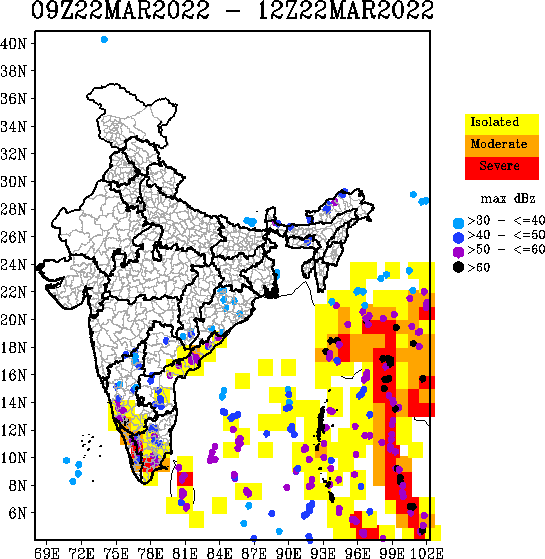 09Z22MAR2022 - 12Z22MAR2022
40N
38N
36N
34N
32N
30N
28N
26N
24N
22N
20N
18N
16N
14N
12N
10N
8N
6N
69E 72E 75E 78E 81E 84E 87E 90E 93E 96E 99E 102E
Isolated
Moderate
Severe
max dBz
>30 - <=40
>40 - <=50
>50 - <=60
>60